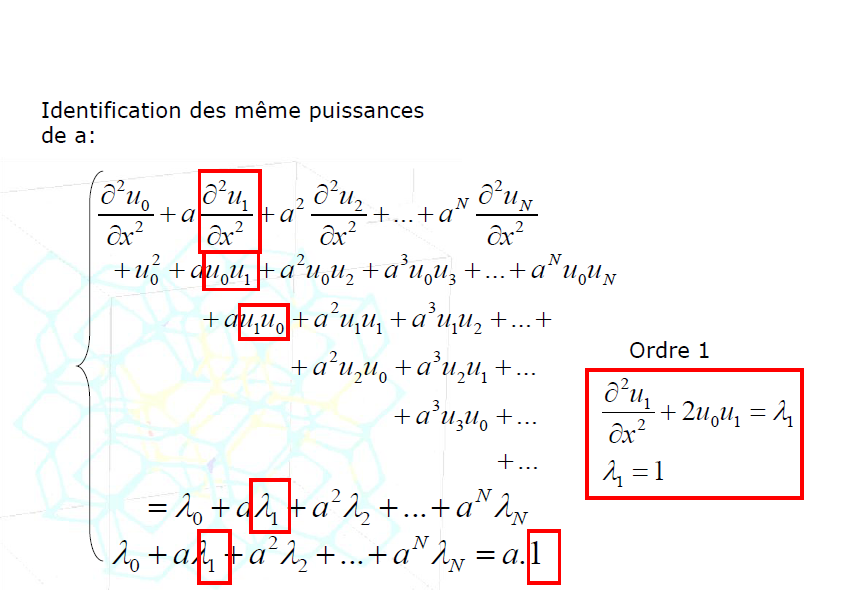 Identification des même puissances
de a:
∂²u₀/∂x² + a ∂²u₁/∂x² + a² ∂²u₂/∂x² + ... + a^N ∂²u_N/∂x²
+ u₀² + au₀u₁ + a²u₀u₂ + a³u₀u₃ + ... + a^N u₀u_N
+ au₁u₀ + a²u₁u₁ + a³u₁u₂ + ... +
+ a²u₂u₀ + a³u₂u₁ + ...
+ a³u₃u₀ + ...
+ ...
= λ₀ + aλ₁ + a²λ₂ + ... + a^N λ_N
λ₀ + aλ₁ + a²λ₂ + ... + a^N λ_N = a.1
Ordre 1
∂²u₁/∂x² + 2u₀u₁ = λ₁
λ₁ = 1